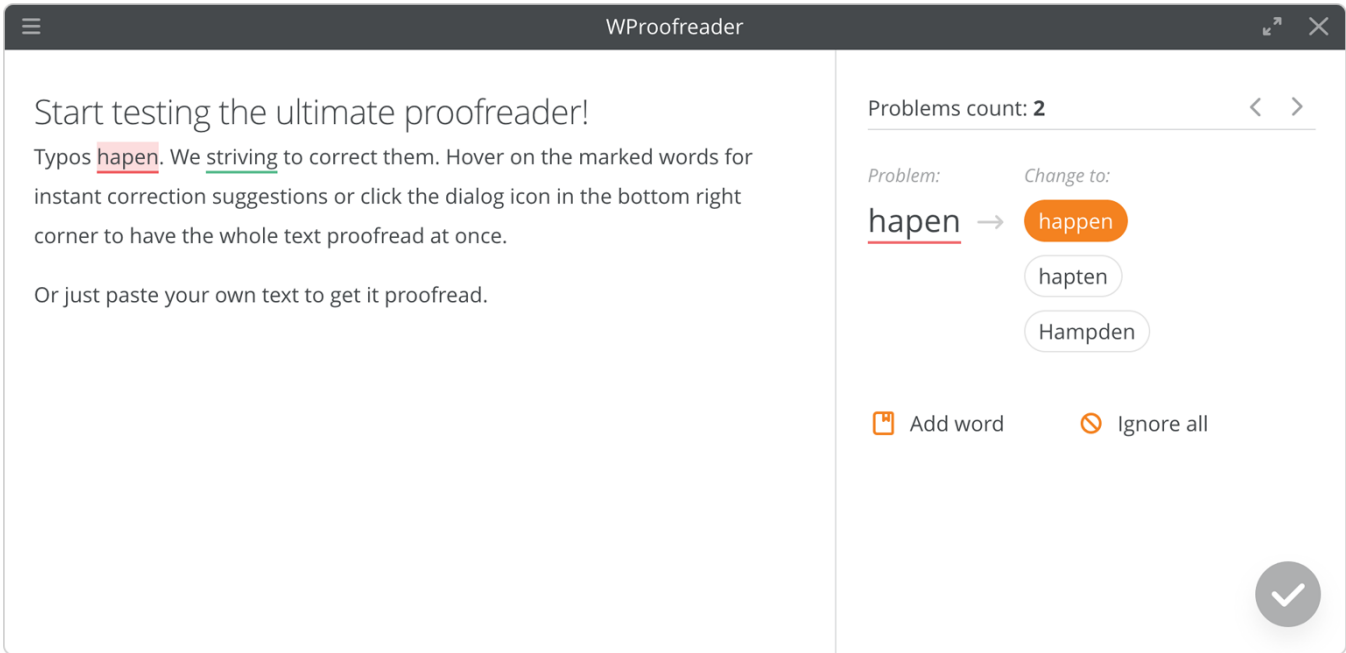 WProofreader
Start testing the ultimate proofreader!
Typos hapen. We striving to correct them. Hover on the marked words for
instant correction suggestions or click the dialog icon in the bottom right
corner to have the whole text proofread at once.
Or just paste your own text to get it proofread.
Problems count: 2
Problem:
Change to:
hapen
happen
hapten
Hampden
Add word
Ignore all